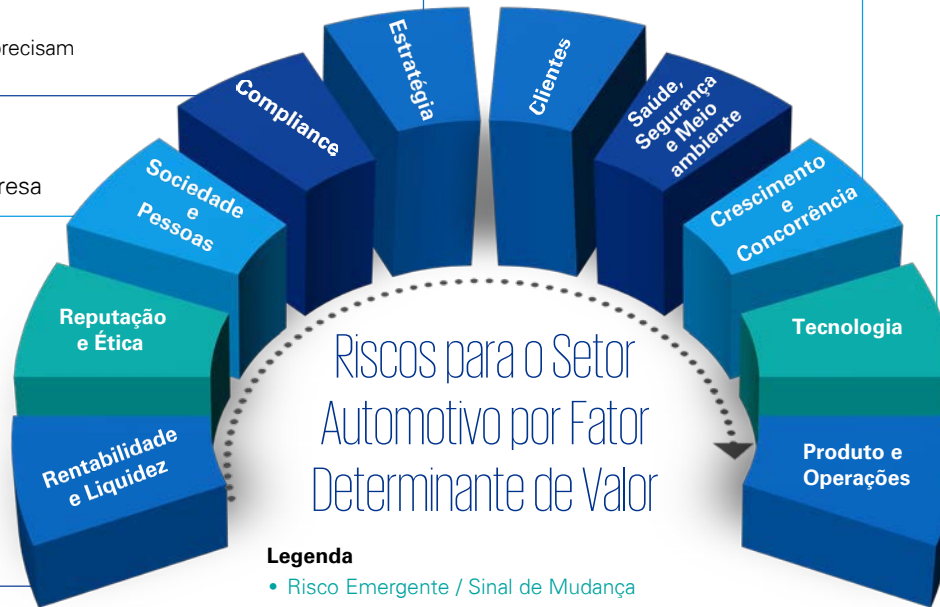 precisam
resa
Rentabilidade
e Liquidez
Reputação
e Ética
Sociedade
e
Pessoas
Compliance
Estratégia
Clientes
Saúde,
Segurança
e Meio
ambiente
Crescimento
e
Concorrência
Tecnologia
Produto e
Operações
Riscos para o Setor
Automotivo por Fator
Determinante de Valor
Legenda
• Risco Emergente / Sinal de Mudança